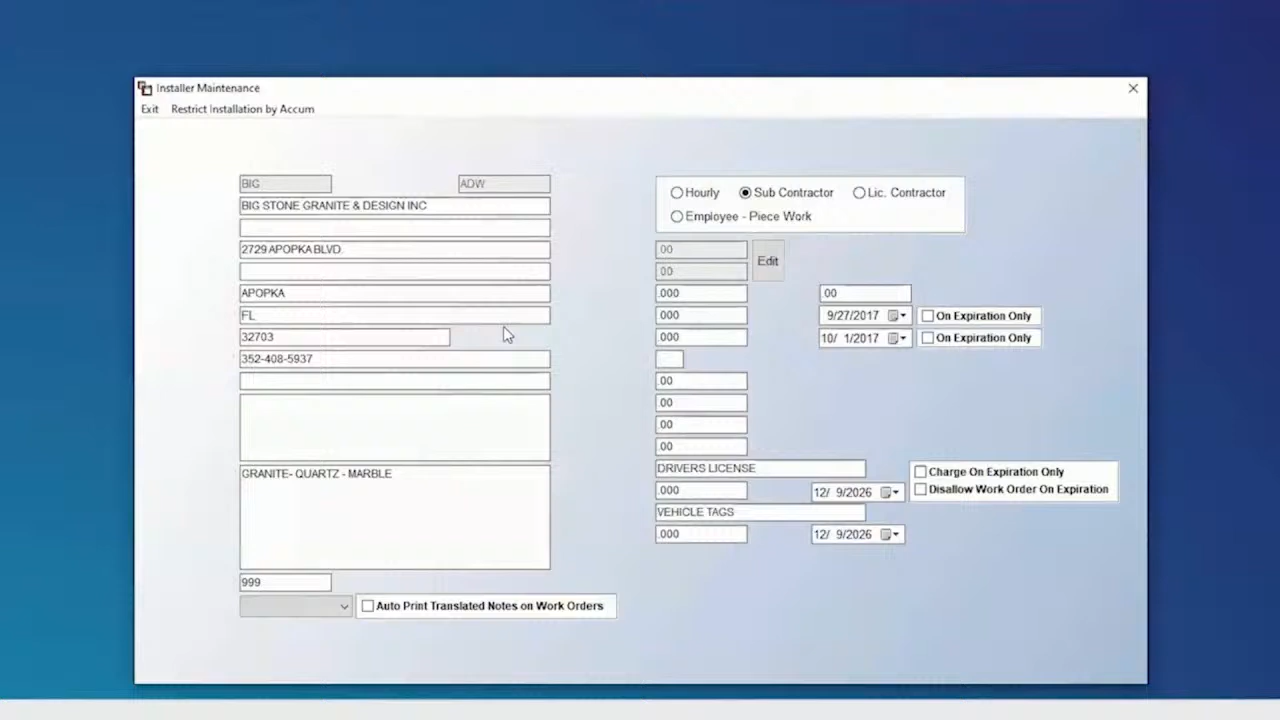 Installer Maintenance
Exit Restrict Installation by Accum
BIG ADW
BIG STONE GRANITE & DESIGN INC
2729 APOPKA BLVD.
APOPKA
FL
32703
352-408-5937
GRANITE- QUARTZ - MARBLE
999
Auto Print Translated Notes on Work Orders
Hourly Sub Contractor Lic. Contractor
Employee - Piece Work
.00
.00
Edit
.000 .00
.000 9/27/2017 On Expiration Only
.000 10/ 1/2017 On Expiration Only
.00
.00
.00
.00
DRIVERS LICENSE
.000 12/ 9/2026
Charge On Expiration Only
Disallow Work Order On Expiration
VEHICLE TAGS
.000 12/ 9/2026